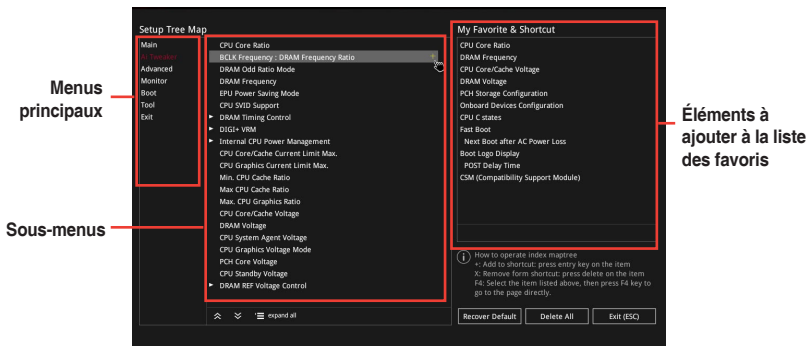 Setup Tree Map
Main
Ai Tweaker
Advanced
Monitor
Boot
Tool
Exit
CPU Core Ratio
BCLK Frequency : DRAM Frequency Ratio +
DRAM Odd Ratio Mode
DRAM Frequency
EPU Power Saving Mode
CPU SVID Support
DRAM Timing Control
DIGI+ VRM
Internal CPU Power Management
CPU Core/Cache Current Limit Max.
CPU Graphics Current Limit Max.
Min. CPU Cache Ratio
Max CPU Cache Ratio
Max. CPU Graphics Ratio
CPU Core/Cache Voltage
DRAM Voltage
CPU System Agent Voltage
CPU Graphics Voltage Mode
PCH Core Voltage
CPU Standby Voltage
DRAM REF Voltage Control
expand all
My Favorite & Shortcut
CPU Core Ratio
DRAM Frequency
CPU Core/Cache Voltage
DRAM Voltage
PCH Storage Configuration
Onboard Devices Configuration
CPU C states
Fast Boot
Next Boot after AC Power Loss
Boot Logo Display
POST Delay Time
CSM (Compatibility Support Module)
How to operate index maptree
+: Add to shortcut: press entry key on the item
X: Remove form shortcut: press delete on the item
F4: Select the item listed above, then press F4 key to
go to the page directly.
Recover Default
Delete All
Exit (ESC)
Menus
principaux
Sous-menus
Éléments à
ajouter à la liste
des favoris